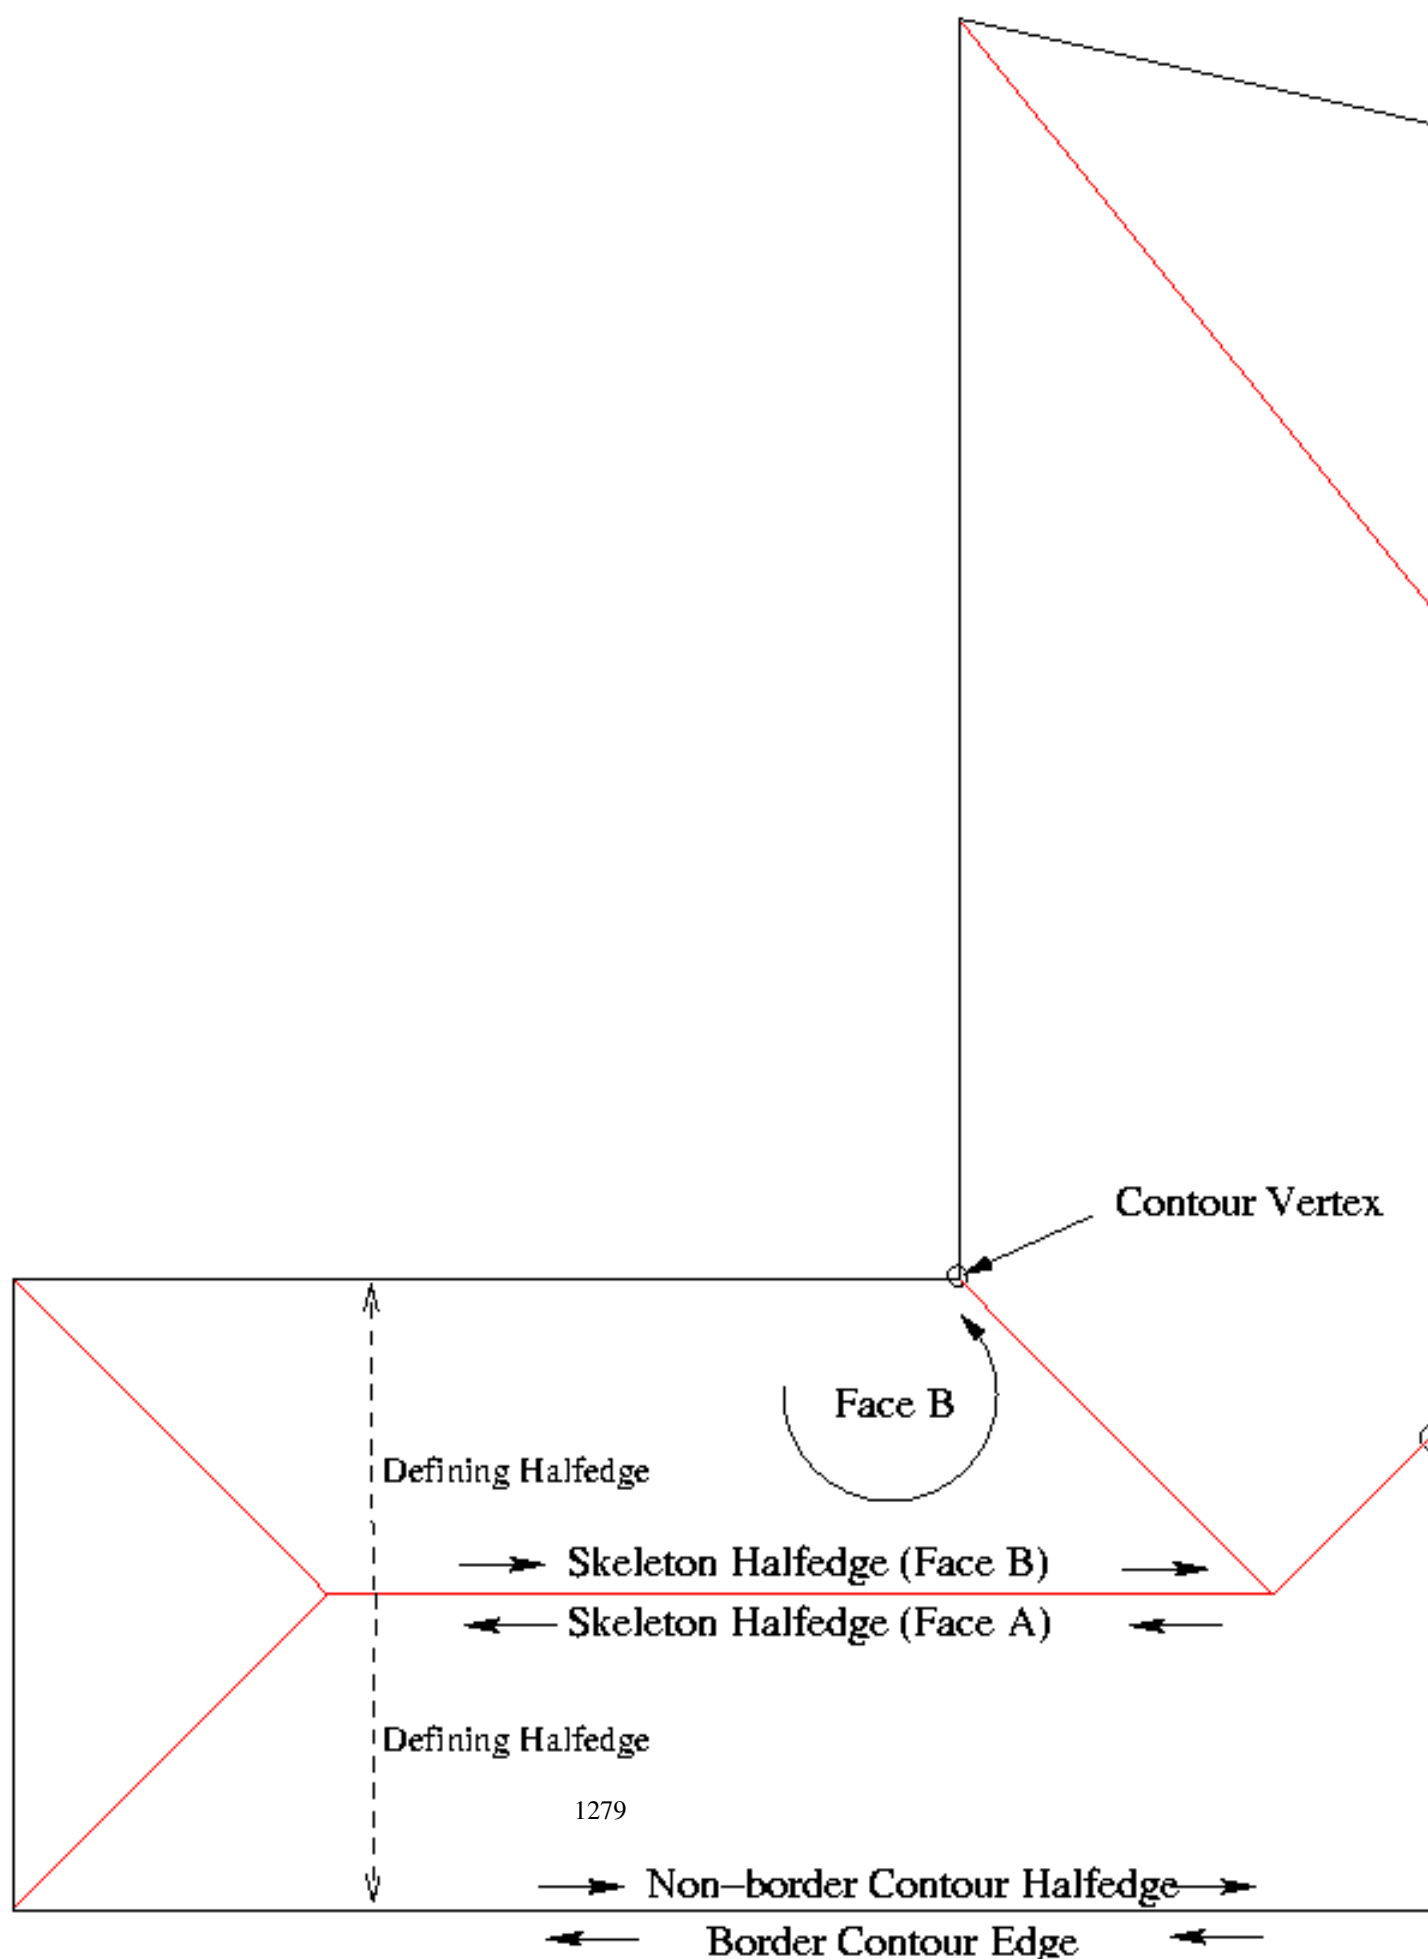 Contour Vertex
Face B
Defining Halfedge
Skeleton Halfedge (Face B)
Skeleton Halfedge (Face A)
Defining Halfedge
1279
Non-border Contour Halfedge
Border Contour Edge